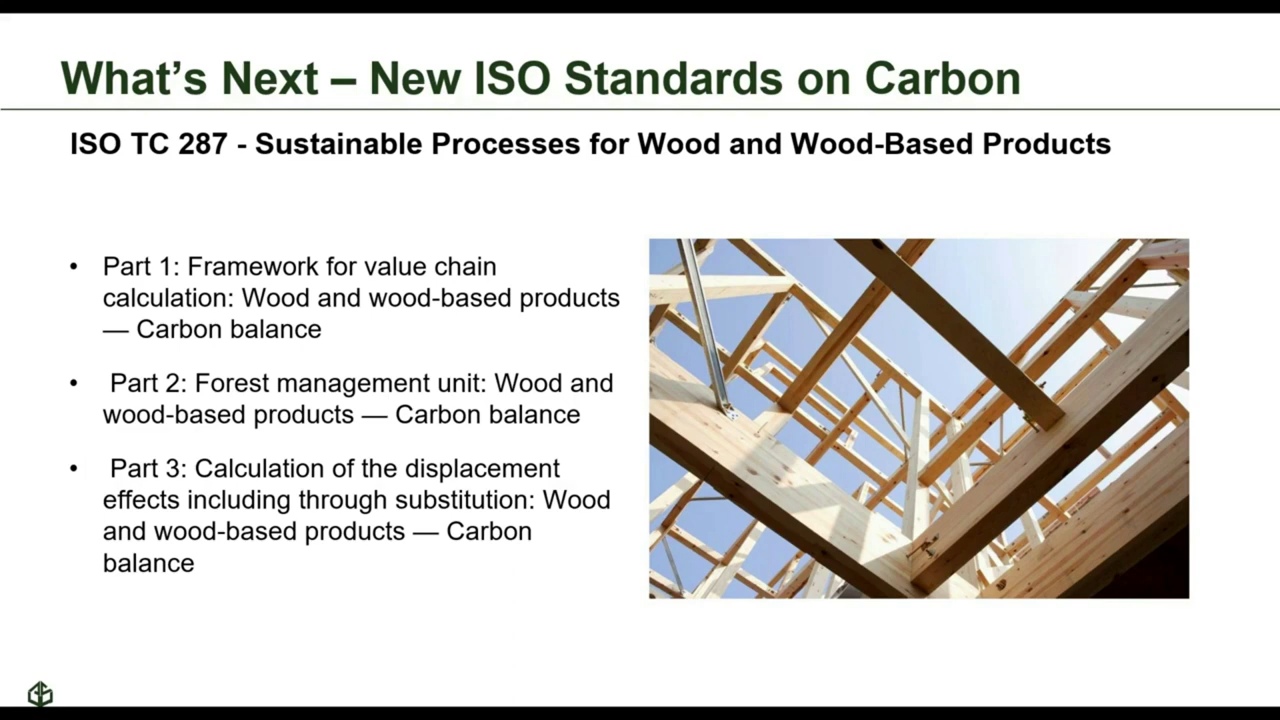 What's Next – New ISO Standards on Carbon
ISO TC 287 - Sustainable Processes for Wood and Wood-Based Products
• Part 1: Framework for value chain
calculation: Wood and wood-based products
— Carbon balance
• Part 2: Forest management unit: Wood and
wood-based products — Carbon balance
• Part 3: Calculation of the displacement
effects including through substitution: Wood
and wood-based products — Carbon
balance